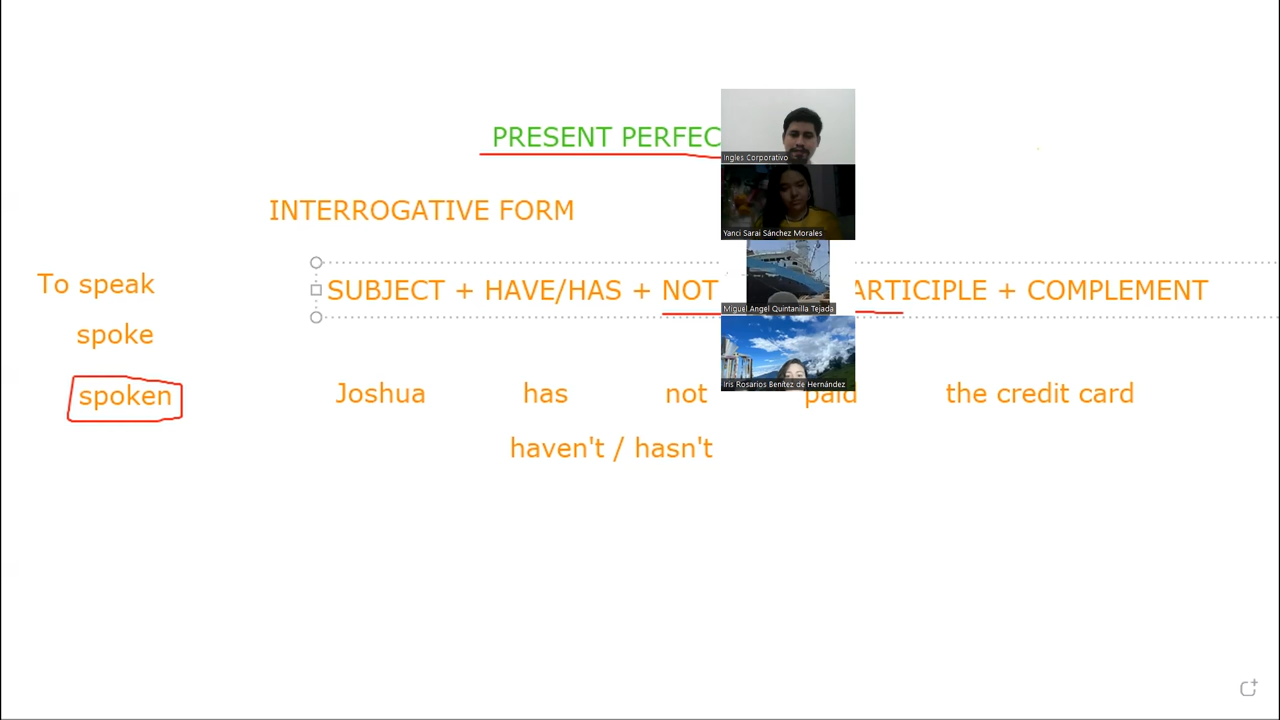 PRESENT PERFEC
Ingles Corporativo
Yanci Sarai Sánchez Morales
INTERROGATIVE FORM
To speak
SUBJECT + HAVE/HAS + NOT ARTICIPLE + COMPLEMENT
Miguel Angel Quintanilla Tejada
spoke
Iris Rosarios Benítez de Hernández
spoken
Joshua has not paid the credit card
haven't / hasn't